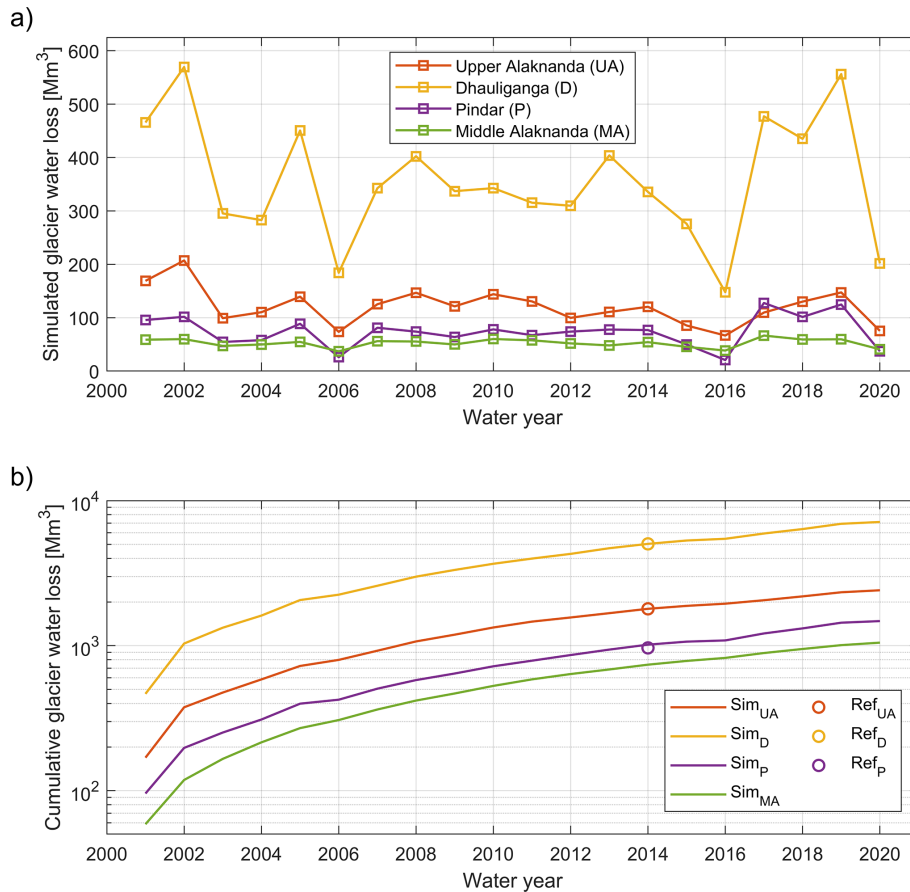 a)
Simulated glacier water loss [Mm³]
600
500
400
300
200
100
0
Upper Alaknanda (UA)
Dhauliganga (D)
Pindar (P)
Middle Alaknanda (MA)
2000 2002 2004 2006 2008 2010 2012 2014 2016 2018 2020
Water year
b)
Cumulative glacier water loss [Mm³]
10⁴
10³
10²
Sim_UA Ref_UA
Sim_D Ref_D
Sim_P Ref_P
Sim_MA
2000 2002 2004 2006 2008 2010 2012 2014 2016 2018 2020
Water year